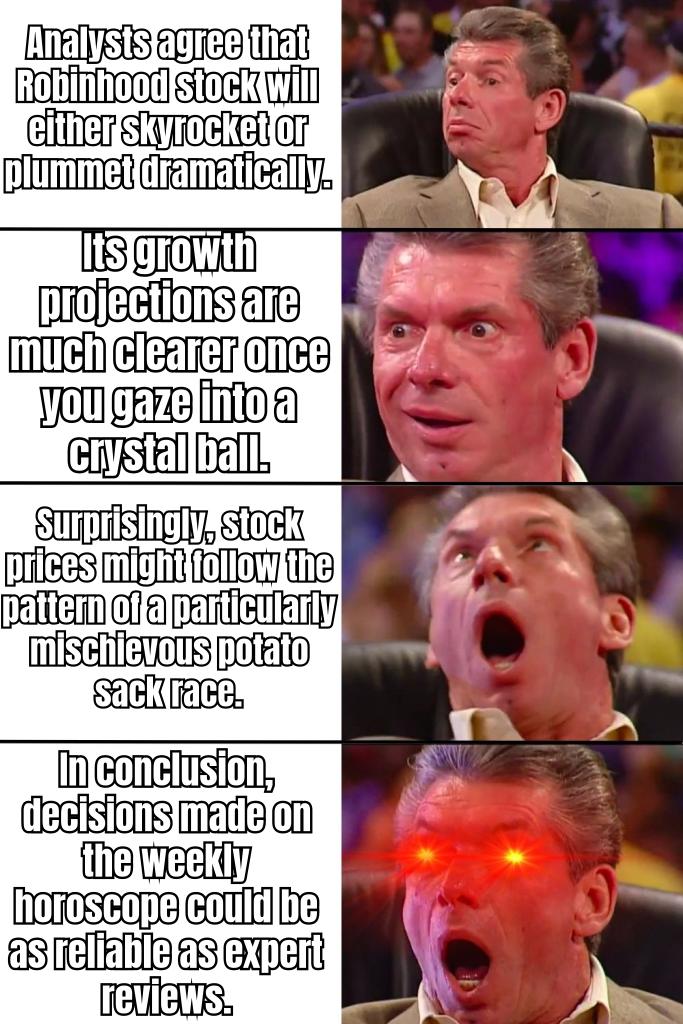 Analysts agree that
Robinhood stock will
either skyrocket or
plummet dramatically.
Its growth
projections are
much clearer once
you gaze into a
crystal ball.
Surprisingly, stock
prices might follow the
pattern of a particularly
mischievous potato
sack race.
In conclusion,
decisions made on
the weekly
horoscope could be
as reliable as expert
reviews.